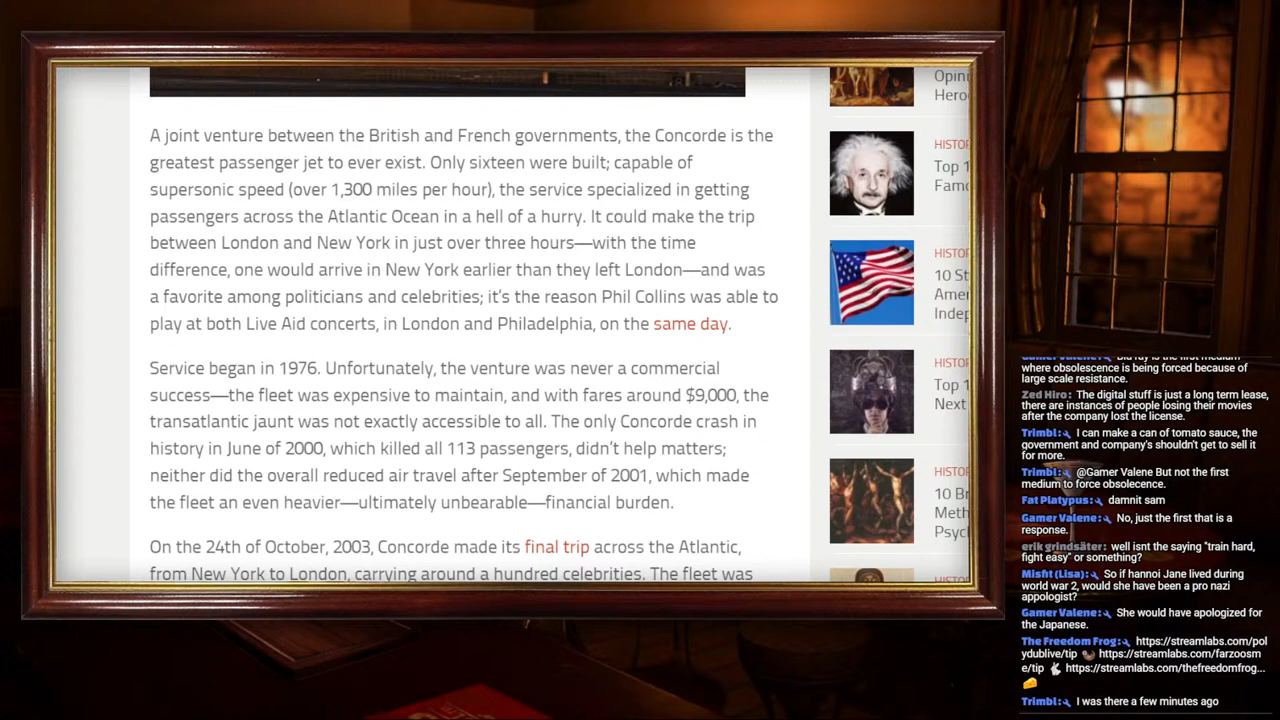 A joint venture between the British and French governments, the Concorde is the
greatest passenger jet to ever exist. Only sixteen were built; capable of
supersonic speed (over 1,300 miles per hour), the service specialized in getting
passengers across the Atlantic Ocean in a hell of a hurry. It could make the trip
between London and New York in just over three hours—with the time
difference, one would arrive in New York earlier than they left London—and was
a favorite among politicians and celebrities; it's the reason Phil Collins was able to
play at both Live Aid concerts, in London and Philadelphia, on the same day.
Service began in 1976. Unfortunately, the venture was never a commercial
success—the fleet was expensive to maintain, and with fares around $9,000, the
transatlantic jaunt was not exactly accessible to all. The only Concorde crash in
history in June of 2000, which killed all 113 passengers, didn't help matters;
neither did the overall reduced air travel after September of 2001, which made
the fleet an even heavier—ultimately unbearable—financial burden.
On the 24th of October, 2003, Concorde made its final trip across the Atlantic,
from New York to London, carrying around a hundred celebrities. The fleet was
Opini
Hero
HISTOR
Top 1
Famo
HISTOR
10 St
Amer
Indep
HISTOR
Top 1
Next
HISTOR
10 Br
Meth
Psyc
HISTOR
Gamer Valene: Blu ray is the first medium
where obsolescence is being forced because of
large scale resistance.
Zed Hiro: The digital stuff is just a long term lease,
there are instances of people losing their movies
after the company lost the license.
Trimbl: I can make a can of tomato sauce, the
government and company's shouldn't get to sell it
for more.
Trimbl: @Gamer Valene But not the first
medium to force obsolecence.
Fat Platypus: damnit sam
Gamer Valene: No, just the first that is a
response.
erik grindsäter: well isnt the saying "train hard,
fight easy" or something?
Misfit (Lisa): So if hannoi Jane lived during
world war 2, would she have been a pro nazi
appologist?
Gamer Valene: She would have apologized for
the Japanese.
The Freedom Frog: https://streamlabs.com/pol
ydublive/tip https://streamlabs.com/farzoosm
e/tip https://streamlabs.com/thefreedomfrog...
Trimbl: I was there a few minutes ago